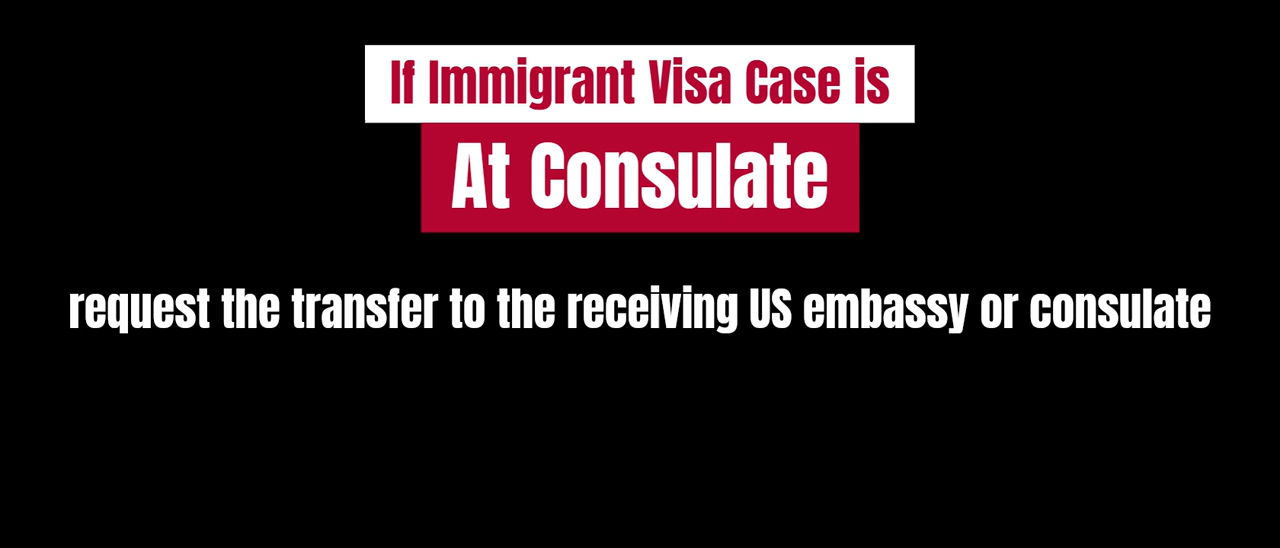 If Immigrant Visa Case is
At Consulate
request the transfer to the receiving US embassy or consulate